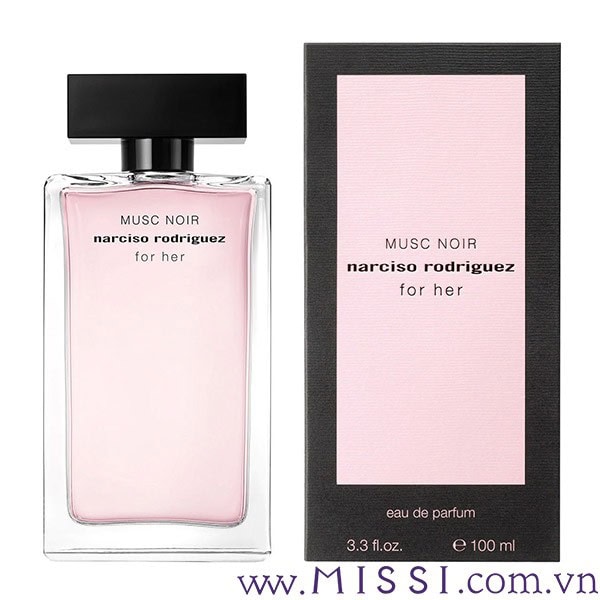 MUSC NOIR
narciso rodriguez
for her
MUSC NOIR
narciso rodriguez
for her
eau de parfum
3.3 fl.oz. ℮ 100 ml
www.MISSI.com.vn